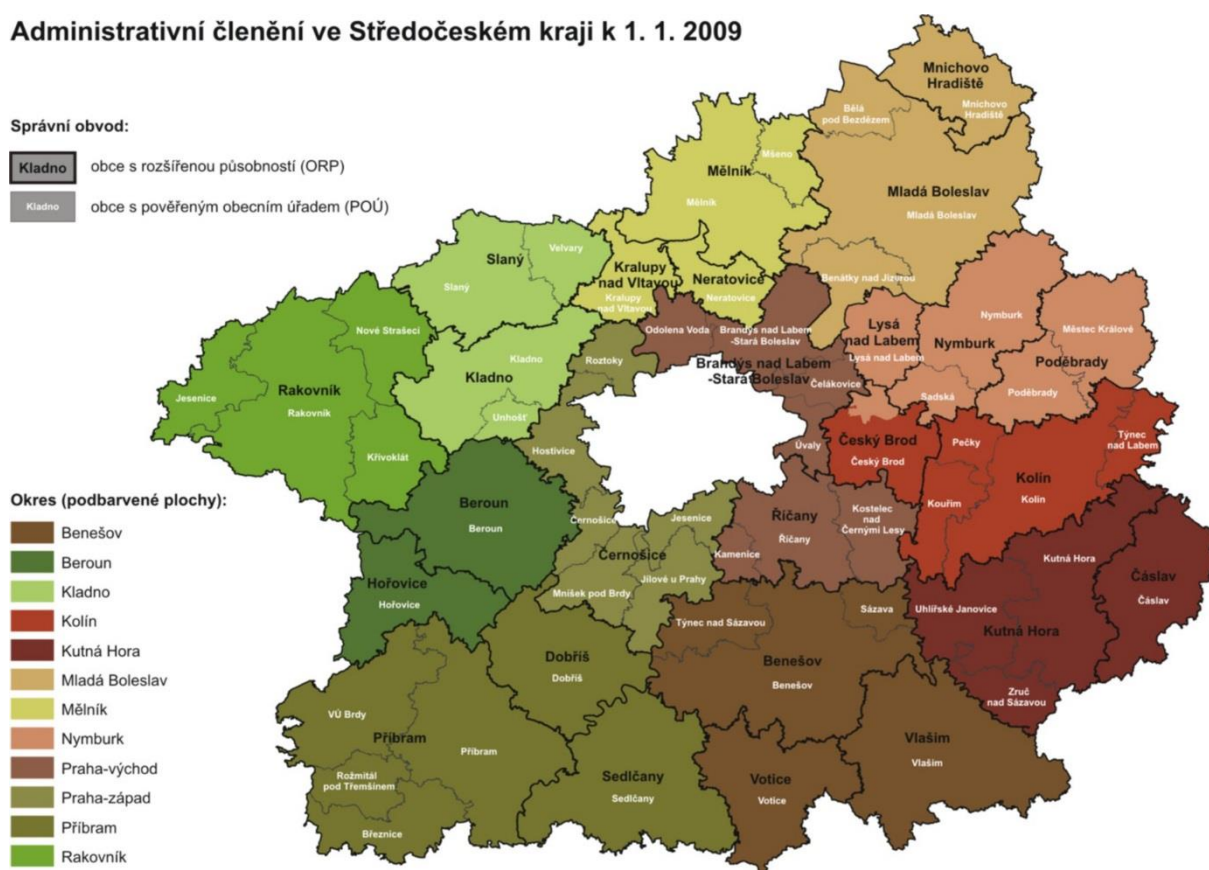 Administrativní členění ve Středočeském kraji k 1. 1. 2009
Správní obvod:
Kladno
obce s rozšířenou působností (ORP)
Kladno
obce s pověřeným obecním úřadem (POÚ)
Mnichovo
Hradiště
Mnichovo
Hradiště
Bělá
pod Bezdězem
Mšeno
Mělník
Mělník
Mladá Boleslav
Mladá Boleslav
Velvary
Slaný
Slaný
Kralupy
nad Vltavou
Kralupy
nad Vltavou
Neratovice
Neratovice
Benátky nad Jizerou
Nové Strašecí
Odolena Voda
Brandýs nad Labem
-Stará Boleslav
Lysá
nad Labem
Lysá nad Labem
Nymburk
Nymburk
Městec Králové
Roztoky
Kladno
Kladno
Brandýs nad Labem
-Stará Boleslav
Čelákovice
Poděbrady
Poděbrady
Sadská
Rakovník
Rakovník
Jesenice
Unhošť
Křivoklát
Hostivice
Úvaly
Český Brod
Český Brod
Pečky
Týnec
nad Labem
Kolín
Kolín
Kouřim
Beroun
Beroun
Černošice
Jesenice
Říčany
Říčany
Kostelec
nad
Černými Lesy
Černošice
Kamenice
Kutná Hora
Hořovice
Hořovice
Mníšek pod Brdy
Jílové u Prahy
Čáslav
Čáslav
Uhlířské Janovice
Kutná Hora
Týnec nad Sázavou
Sázava
Dobříš
Dobříš
Benešov
Benešov
Zruč
nad Sázavou
VÚ Brdy
Příbram
Příbram
Vlašim
Vlašim
Rožmitál
pod Třemšínem
Sedlčany
Sedlčany
Votice
Votice
Březnice
Okres (podbarvené plochy):
Benešov
Beroun
Kladno
Kolín
Kutná Hora
Mladá Boleslav
Mělník
Nymburk
Praha-východ
Praha-západ
Příbram
Rakovník